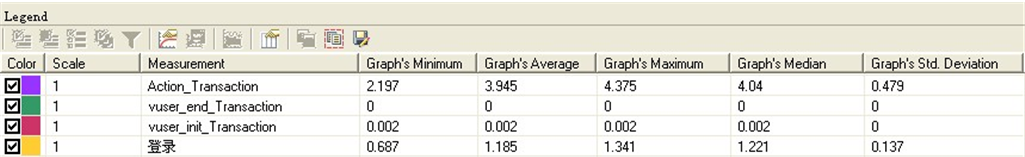 Legend
Color Scale Measurement Graph's Minimum Graph's Average Graph's Maximum Graph's Median Graph's Std. Deviation
1 Action_Transaction 2.197 3.945 4.375 4.04 0.479
1 vuser_end_Transaction 0 0 0 0 0
1 vuser_init_Transaction 0.002 0.002 0.002 0.002 0
1 登录 0.687 1.185 1.341 1.221 0.137